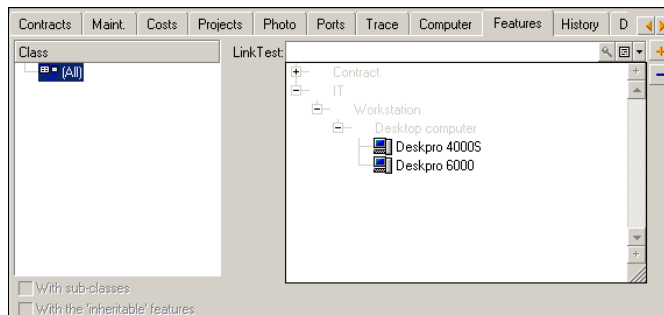 Contracts Maint. Costs Projects Photo Ports Trace Computer Features History D
Class
(All)
LinkTest:
Contract
IT
Workstation
Desktop computer
Deskpro 4000S
Deskpro 6000
With sub-classes
With the 'inheritable' features